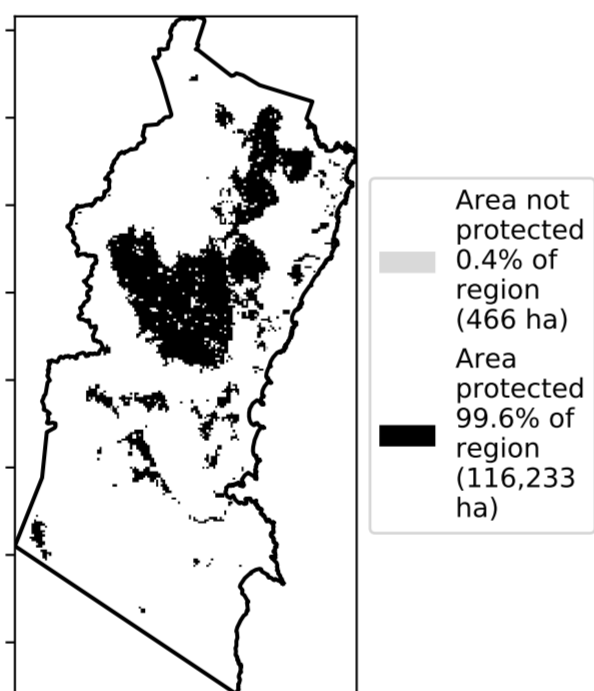 Area not
protected
0.4% of
region
(466 ha)
Area
protected
99.6% of
region
(116,233
ha)